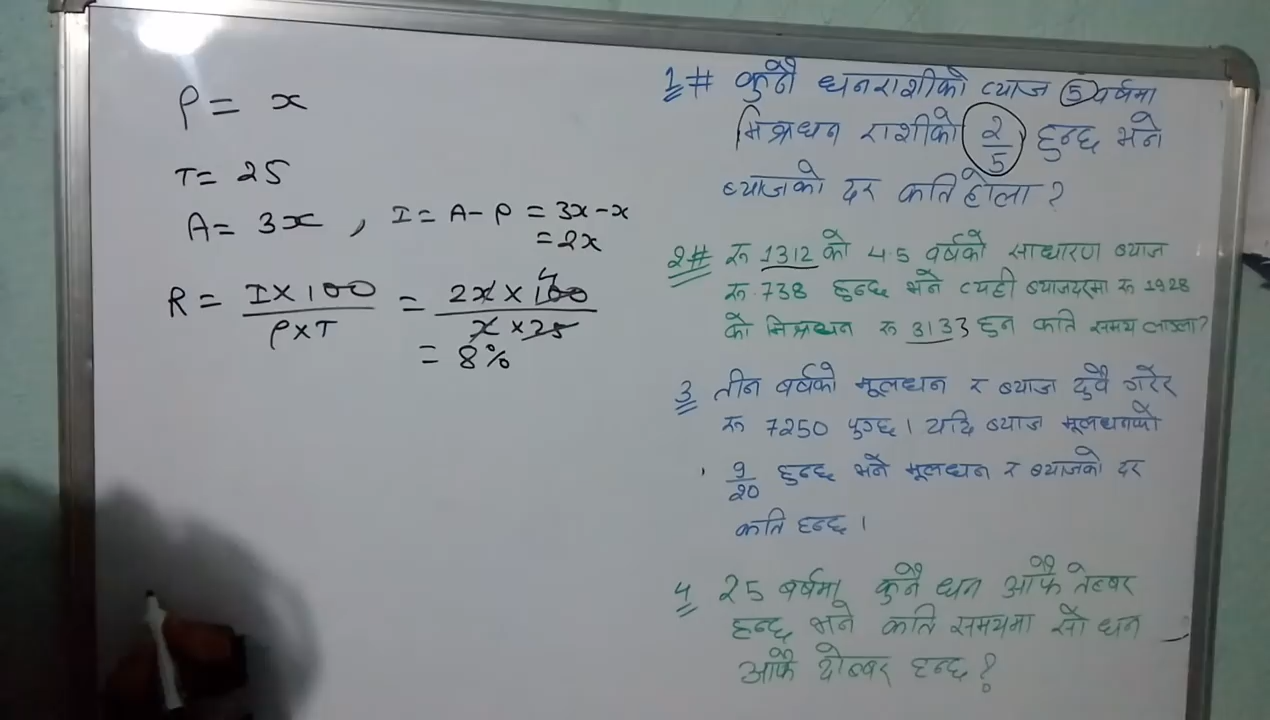 P = x
T = 25
A = 3x , I = A - P = 3x - x
= 2x
R = I × 100 / P × T = 2x × 100 / x × 25 4
= 8%
1# कुनै धनराशीको ब्याज 5 वर्षमा
मिश्रधन राशीको 2/5 हुन्छ भने
ब्याजको दर कति होला ?
2# रु 1312 को 4.5 वर्षको साधारण ब्याज
रु. 738 हुन्छ भने त्यही ब्याजदरमा रु 1928
को मिश्रधन रु 3133 हुन कति समय लाग्ला?
3 तीन बर्षको मूलधन र ब्याज दुवै गरेर
रु 7250 पुग्छ। यदि ब्याज मूलधनको
9/20 हुन्छ भने मूलधन र ब्याजको दर
कति हुन्छ।
4 25 बर्षमा कुनै धन आफै तेब्बर
हुन्छ भने कति समयमा सो धन
आफै दोब्बर हुन्छ?